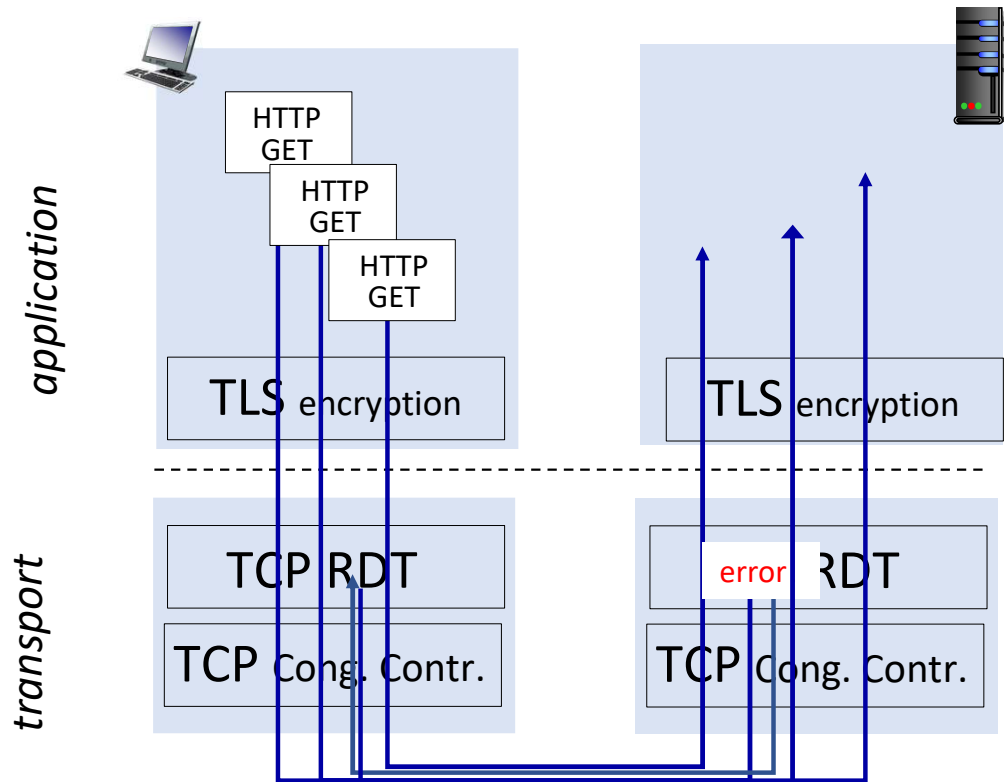 application
HTTP
GET
HTTP
GET
HTTP
GET
TLS encryption
TLS encryption
transport
TCP RDT
error RDT
TCP Cong. Contr.
TCP Cong. Contr.